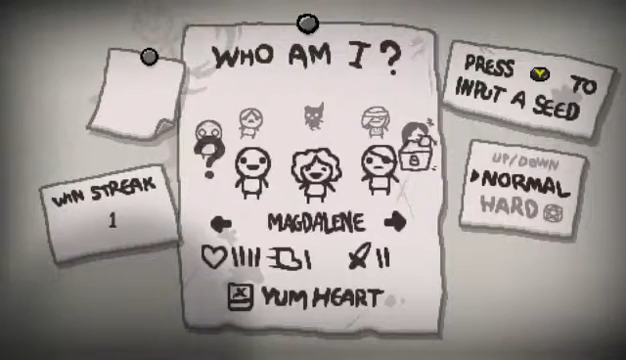 WHO AM I?
PRESS Y TO
INPUT A SEED
WIN STREAK
1
?
UP/DOWN
NORMAL
HARD
MAGDALENE
YUM HEART